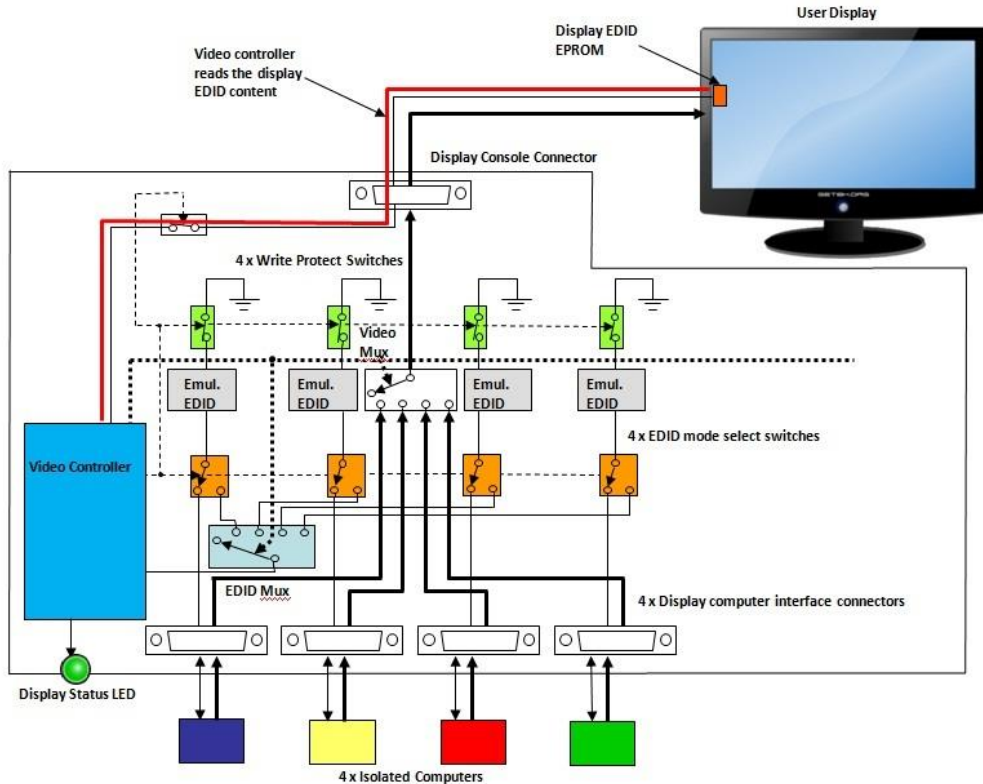 User Display
Display EDID
EPROM
Video controller
reads the display
EDID content
Display Console Connector
4 x Write Protect Switches
Video
Mux
Emul.
EDID
Emul.
EDID
Emul.
EDID
Emul.
EDID
4 x EDID mode select switches
Video Controller
EDID Mux
4 x Display computer interface connectors
Display Status LED
4 x Isolated Computers